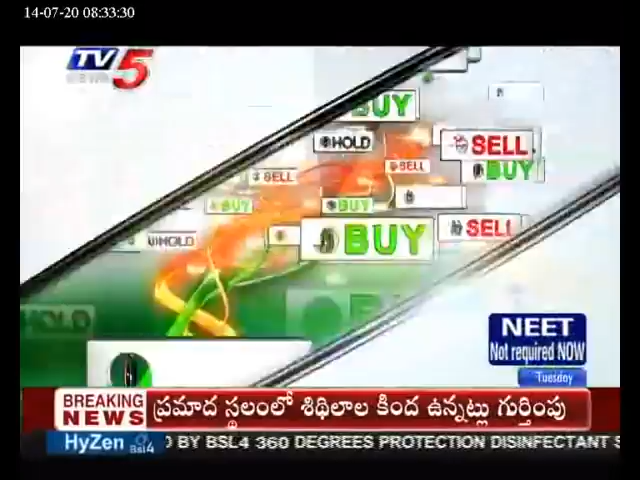 14-07-20 08:33:30
TV5
NEWS
BUY
HOLD
SELL
SELL
BUY
SELL
BUY
BUY
HOLD
BUY
SELL
HOLD
NEET
Not required NOW
Tuesday
BREAKING
NEWS
ప్రమాద స్థలంలో శిథిలాల కింద ఉన్నట్లు గుర్తింపు
HyZen
BSL4
D BY BSL4 360 DEGREES PROTECTION DISINFECTANT S